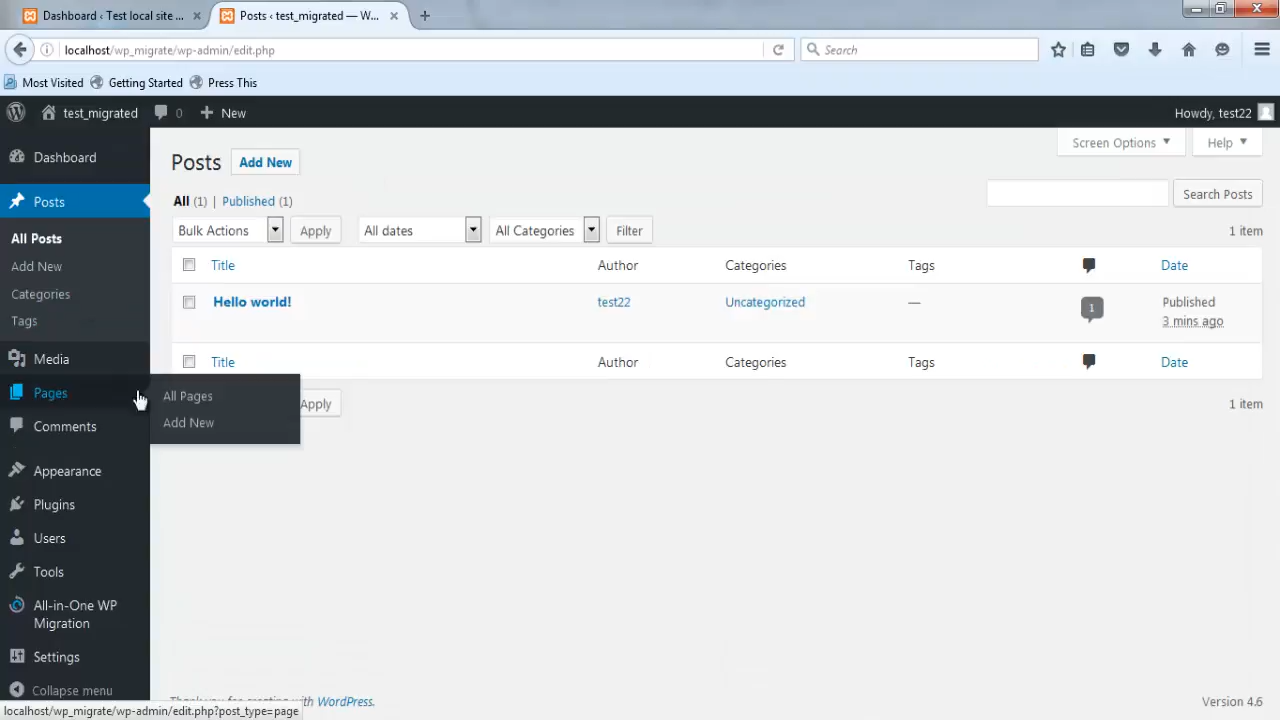 Dashboard ‹ Test local site ...
Posts ‹ test_migrated — W...
localhost/wp_migrate/wp-admin/edit.php
Search
Most Visited
Getting Started
Press This
test_migrated
0
New
Howdy, test22
Dashboard
Posts
All Posts
Add New
Categories
Tags
Media
Pages
All Pages
Add New
Comments
Appearance
Plugins
Users
Tools
All-in-One WP
Migration
Settings
Collapse menu
Screen Options
Help
Posts
Add New
All (1) | Published (1)
Search Posts
Bulk Actions
Apply
All dates
All Categories
Filter
1 item
Title Author Categories Tags Date
Hello world! test22 Uncategorized — 1 Published
3 mins ago
Title Author Categories Tags Date
Apply
1 item
WordPress.
Version 4.6
localhost/wp_migrate/wp-admin/edit.php?post_type=page